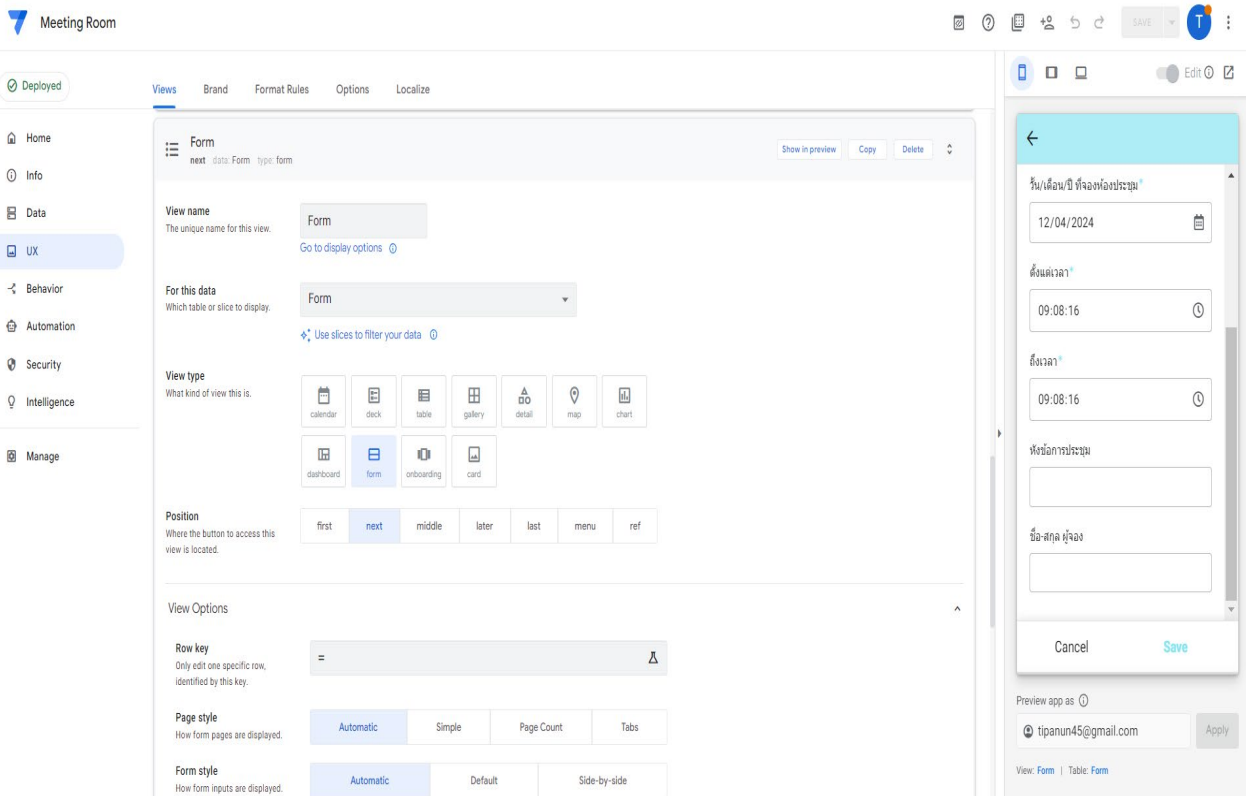 Meeting Room
SAVE
T
Deployed
Views Brand Format Rules Options Localize
Edit
Home
Info
Data
UX
Behavior
Automation
Security
Intelligence
Manage
Form
next data: Form type: form
Show in preview Copy Delete
View name
The unique name for this view.
Form
Go to display options
For this data
Which table or slice to display.
Form
Use slices to filter your data
View type
What kind of view this is.
calendar deck table gallery detail map chart
dashboard form onboarding card
Position
Where the button to access this
view is located.
first next middle later last menu ref
View Options
Row key
Only edit one specific row,
identified by this key.
=
Page style
How form pages are displayed.
Automatic Simple Page Count Tabs
Form style
How form inputs are displayed.
Automatic Default Side-by-side
วัน/เดือน/ปี ที่จองห้องประชุม*
12/04/2024
ตั้งแต่เวลา*
09:08:16
ถึงเวลา*
09:08:16
หัวข้อการประชุม
ชื่อ-สกุล ผู้จอง
Cancel Save
Preview app as
tipanun45@gmail.com
Apply
View: Form | Table: Form